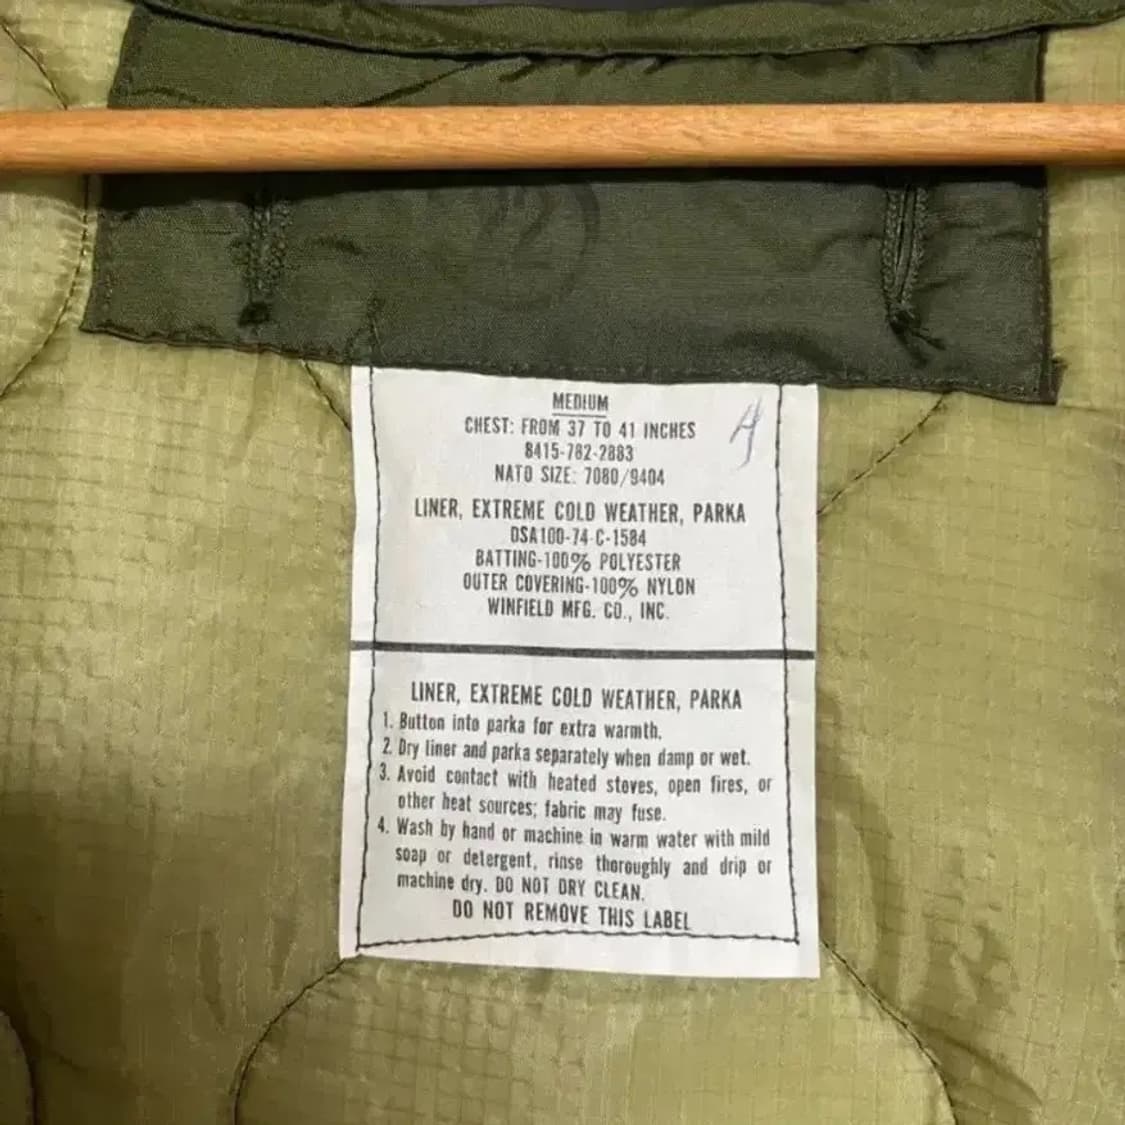 22
MEDIUM
CHEST: FROM 37 TO 41 INCHES
8415-782-2883
NATO SIZE: 7080/9404
LINER, EXTREME COLD WEATHER, PARKA
DSA100-74-C-1584
BATTING-100% POLYESTER
OUTER COVERING-100% NYLON
WINFIELD MFG. CO., INC.
LINER, EXTREME COLD WEATHER, PARKA
1. Button into parka for extra warmth.
2. Dry liner and parka separately when damp or wet.
3. Avoid contact with heated stoves, open fires, or
other heat sources; fabric may fuse.
4. Wash by hand or machine in warm water with mild
soap or detergent, rinse thoroughly and drip or
machine dry. DO NOT DRY CLEAN.
DO NOT REMOVE THIS LABEL